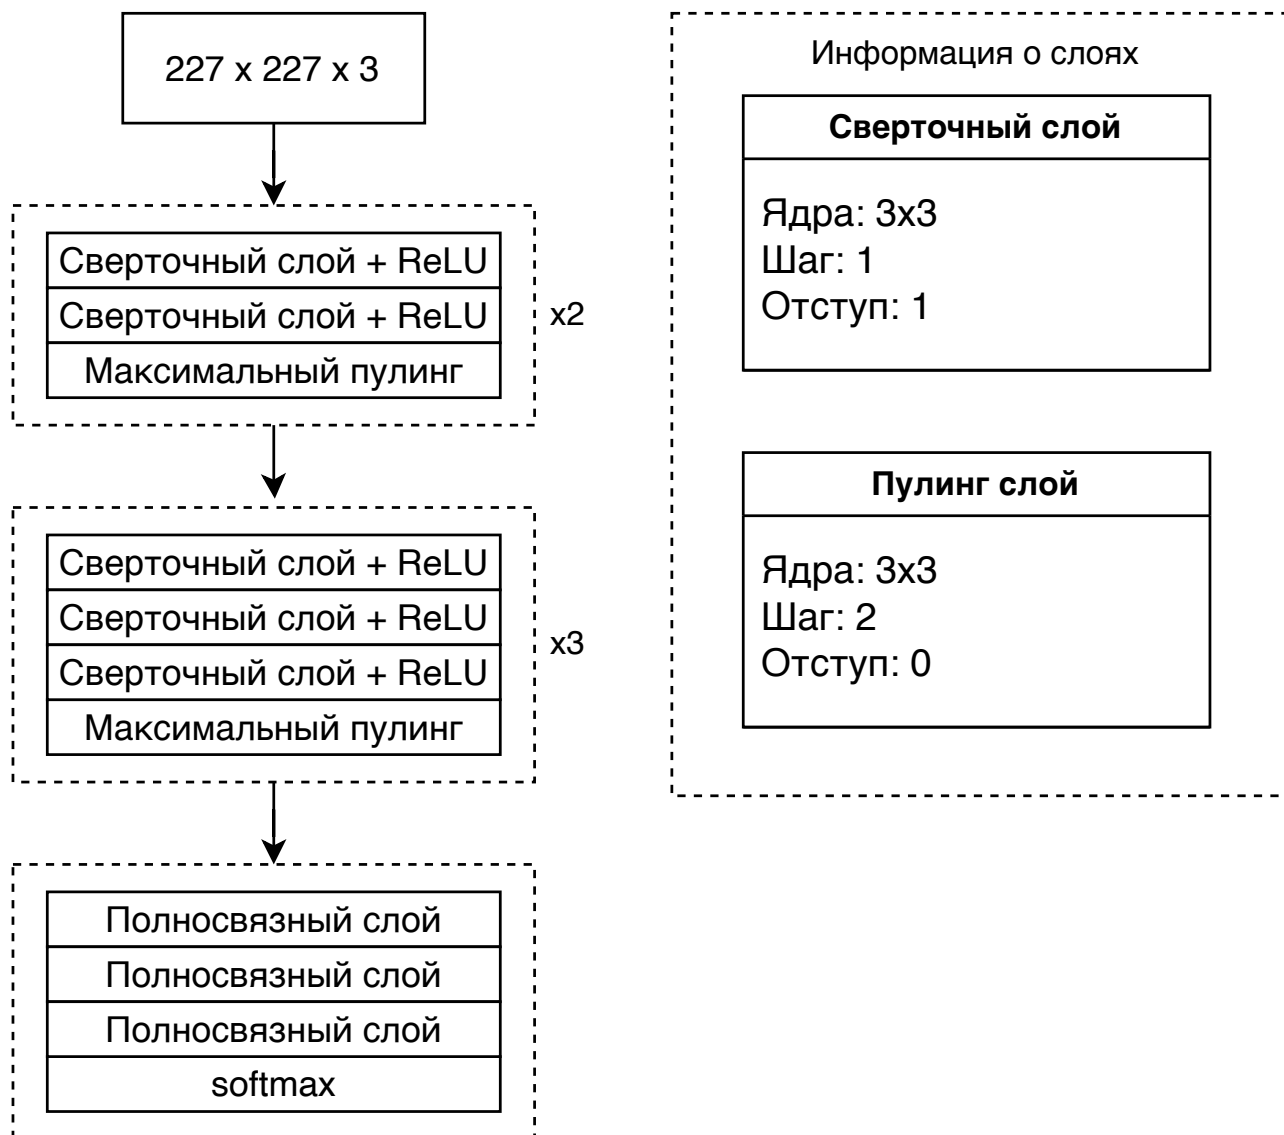 227 x 227 x 3
Сверточный слой + ReLU
Сверточный слой + ReLU
Максимальный пулинг
x2
Сверточный слой + ReLU
Сверточный слой + ReLU
Сверточный слой + ReLU
Максимальный пулинг
x3
Полносвязный слой
Полносвязный слой
Полносвязный слой
softmax
Информация о слоях
Сверточный слой
Ядра: 3x3
Шаг: 1
Отступ: 1
Пулинг слой
Ядра: 3x3
Шаг: 2
Отступ: 0